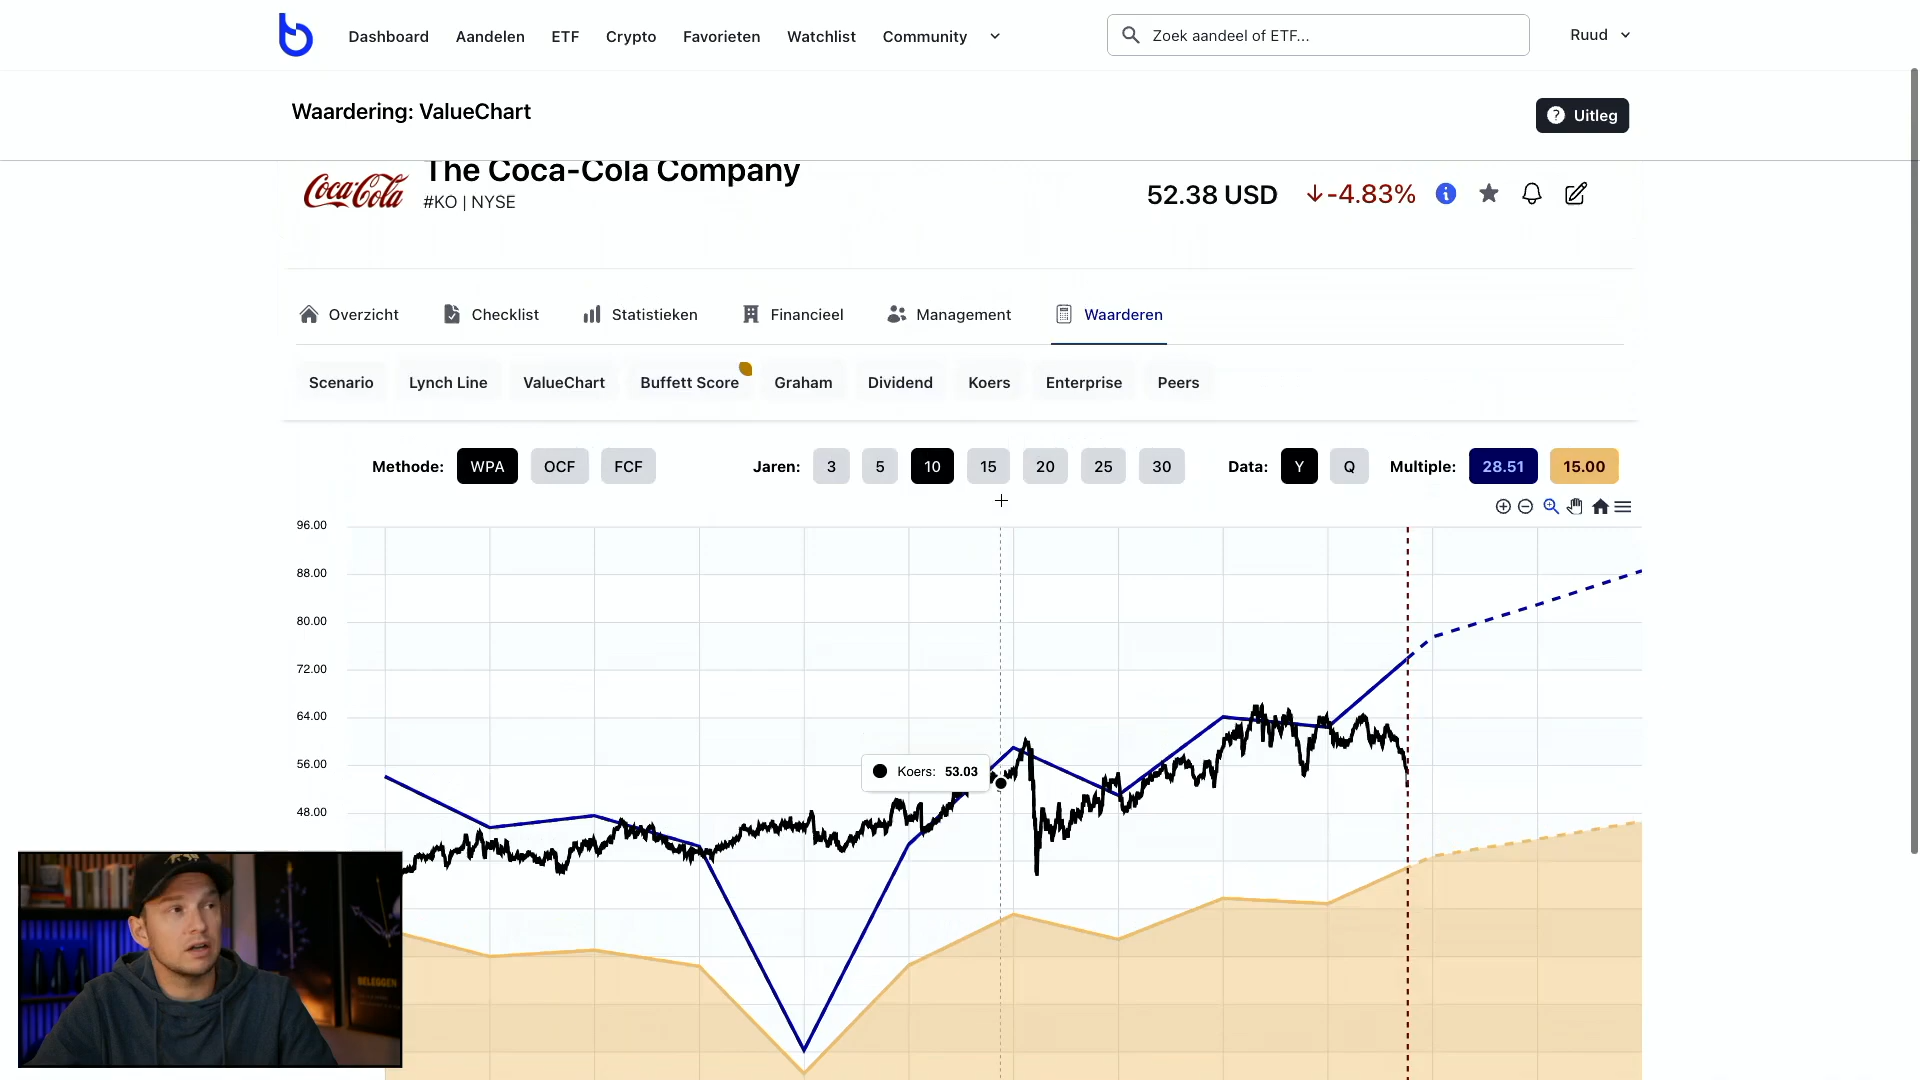 Dashboard Aandelen ETF Crypto Favorieten Watchlist Community Zoek aandeel of ETF... Ruud
Waardering: ValueChart
Uitleg
Coca-Cola
The Coca-Cola Company
#KO | NYSE
52.38 USD -4.83%
Overzicht Checklist Statistieken Financieel Management Waarderen
Scenario Lynch Line ValueChart Buffett Score Graham Dividend Koers Enterprise Peers
Methode: WPA OCF FCF Jaren: 3 5 10 15 20 25 30 Data: Y Q Multiple: 28.51 15.00
96.00
88.00
80.00
72.00
64.00
56.00
Koers: 53.03
48.00
BELEGGEN